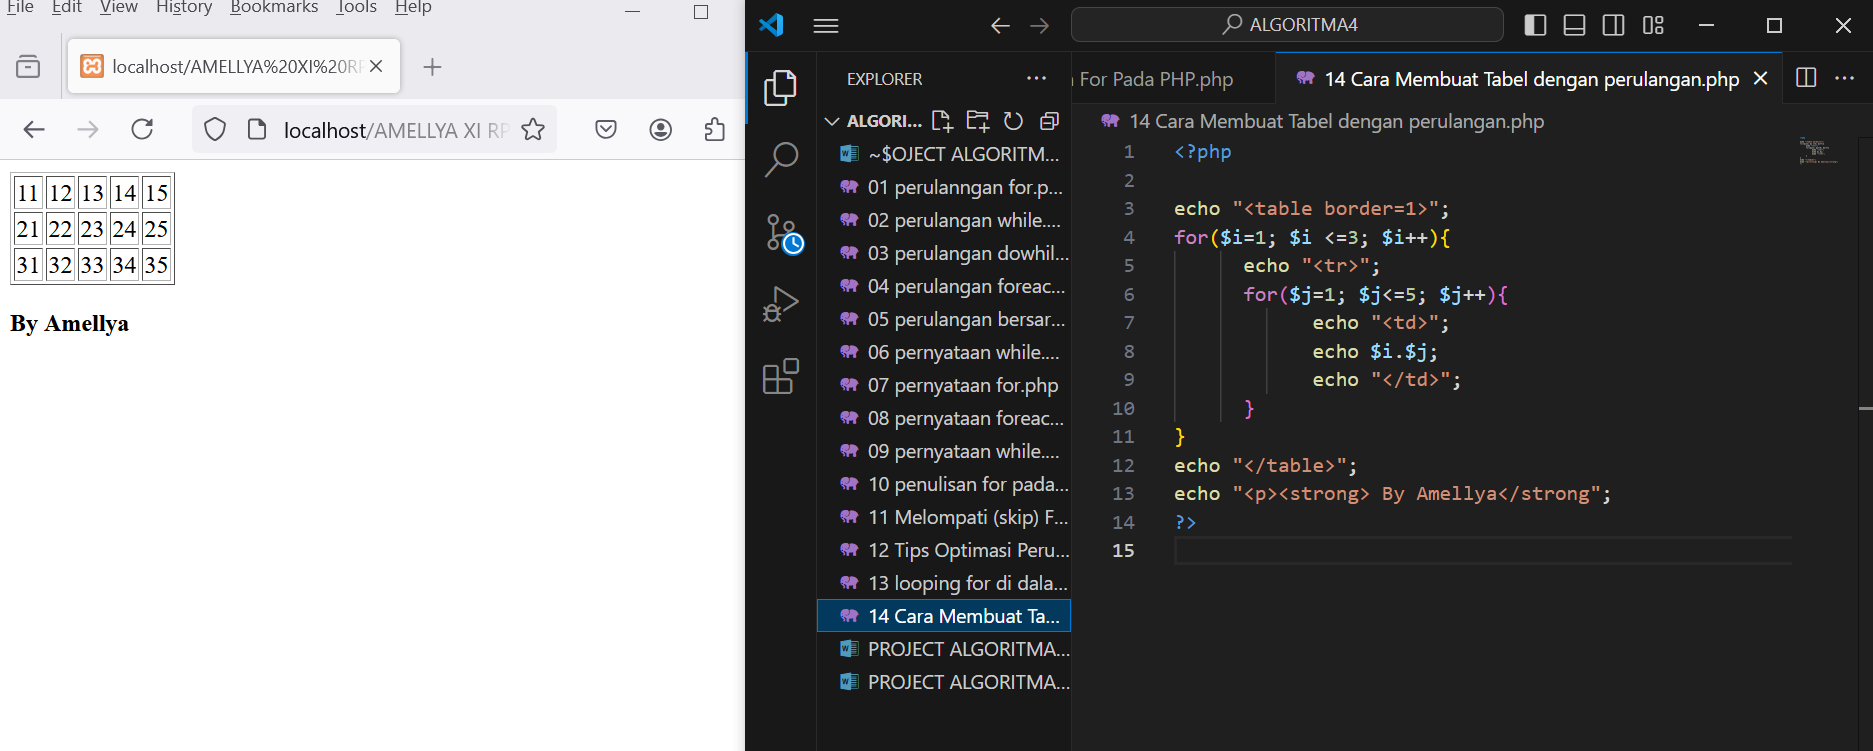 File Edit View History Bookmarks Tools Help
localhost/AMELLYA%20XI%20RP
localhost/AMELLYA XI RP
11 12 13 14 15
21 22 23 24 25
31 32 33 34 35
By Amellya
ALGORITMA4
EXPLORER
ALGORI...
~$OJECT ALGORITM...
01 perulanngan for.p...
02 perulangan while....
03 perulangan dowhil...
04 perulangan foreac...
05 perulangan bersar...
06 pernyataan while....
07 pernyataan for.php
08 pernyataan foreac...
09 pernyataan while....
10 penulisan for pada...
11 Melompati (skip) F...
12 Tips Optimasi Peru...
13 looping for di dala...
14 Cara Membuat Ta...
PROJECT ALGORITMA...
PROJECT ALGORITMA...
For Pada PHP.php
14 Cara Membuat Tabel dengan perulangan.php
14 Cara Membuat Tabel dengan perulangan.php
1 <?php
2
3 echo "<table border=1>";
4 for($i=1; $i <=3; $i++){
5 echo "<tr>";
6 for($j=1; $j<=5; $j++){
7 echo "<td>";
8 echo $i.$j;
9 echo "</td>";
10 }
11 }
12 echo "</table>";
13 echo "<p><strong> By Amellya</strong";
14 ?>
15